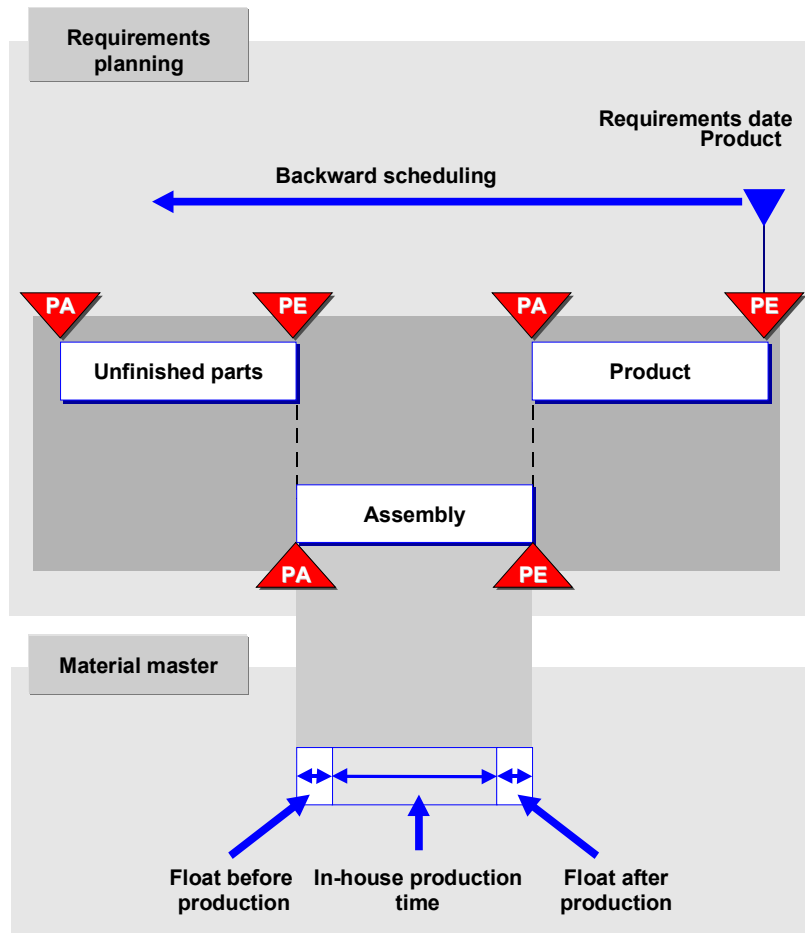 Requirements
planning
Requirements date
Product
Backward scheduling
PA
PE
PA
PE
Unfinished parts
Product
Assembly
PA
PE
Material master
Float before
production
In-house production
time
Float after
production